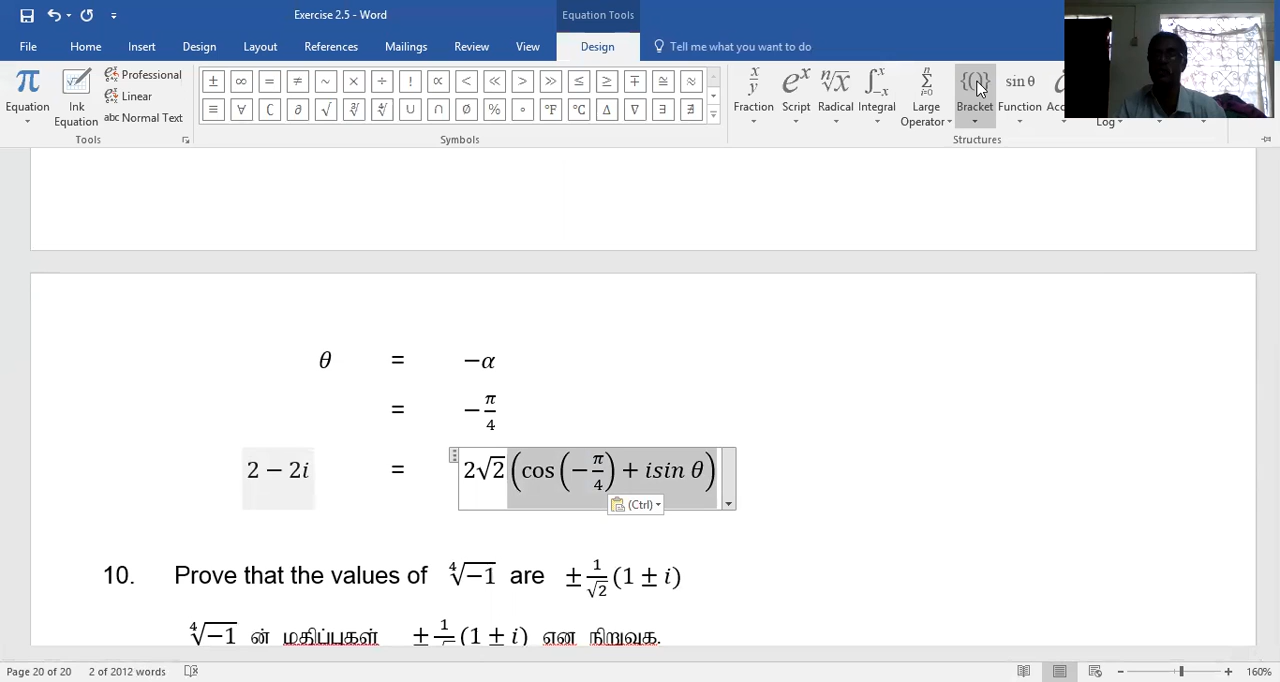 Exercise 2.5 - Word
Equation Tools
File Home Insert Design Layout References Mailings Review View Design Tell me what you want to do
π Equation
Ink Equation
Professional
Linear
abc Normal Text
± ∞ = ≠ ~ × ÷ ! ∝ < ≪ > ≫ ≤ ≥ ∓ ≅ ≈
≡ ∀ ∁ ∂ √ ∛ ∜ ∪ ∩ ∅ % ° °F °C ∆ ∇ ∃ ∄
x/y Fraction
eˣ Script
ⁿ√x Radical
Integral
Large Operator
{()} Bracket
sin θ Function
Tools
Symbols
Structures
θ = −α
= −π/4
2 − 2i = 2√2 (cos (−π/4) + isin θ)
(Ctrl)
10. Prove that the values of ∜−1 are ± 1/√2 (1 ± i)
∜−1 ன் மதிப்புகள் ± 1/√ (1 ± i) என நிறுவுக.
Page 20 of 20 2 of 2012 words 160%